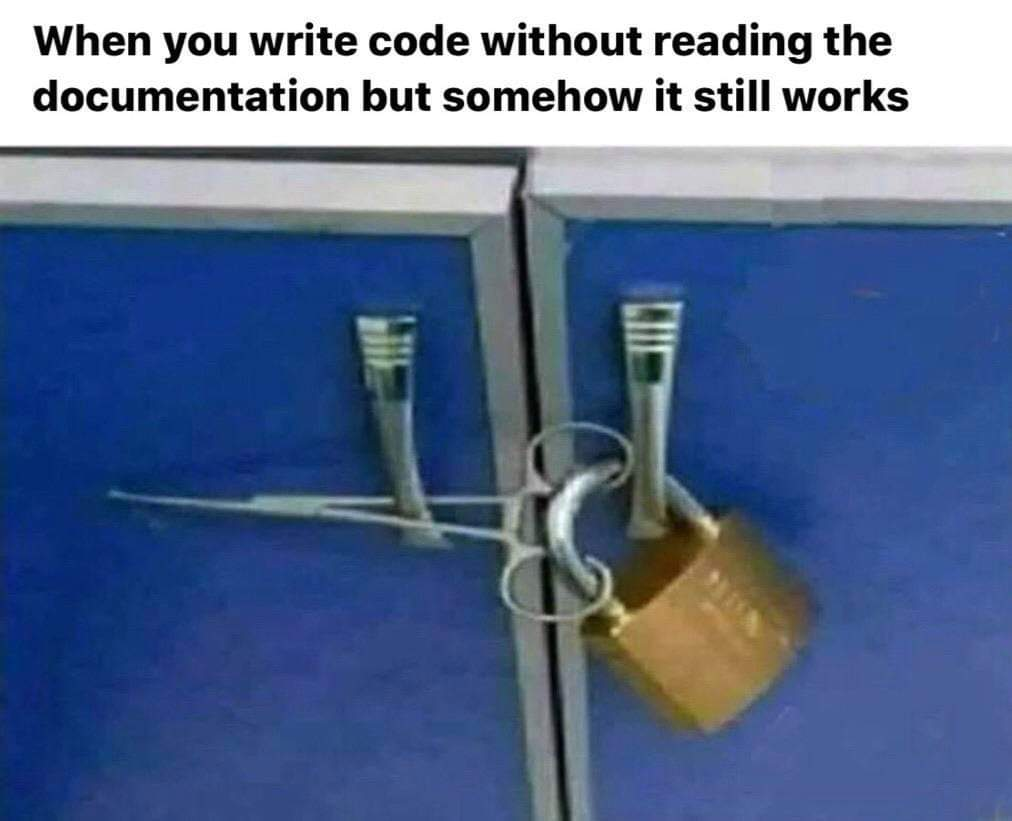 When you write code without reading the
documentation but somehow it still works